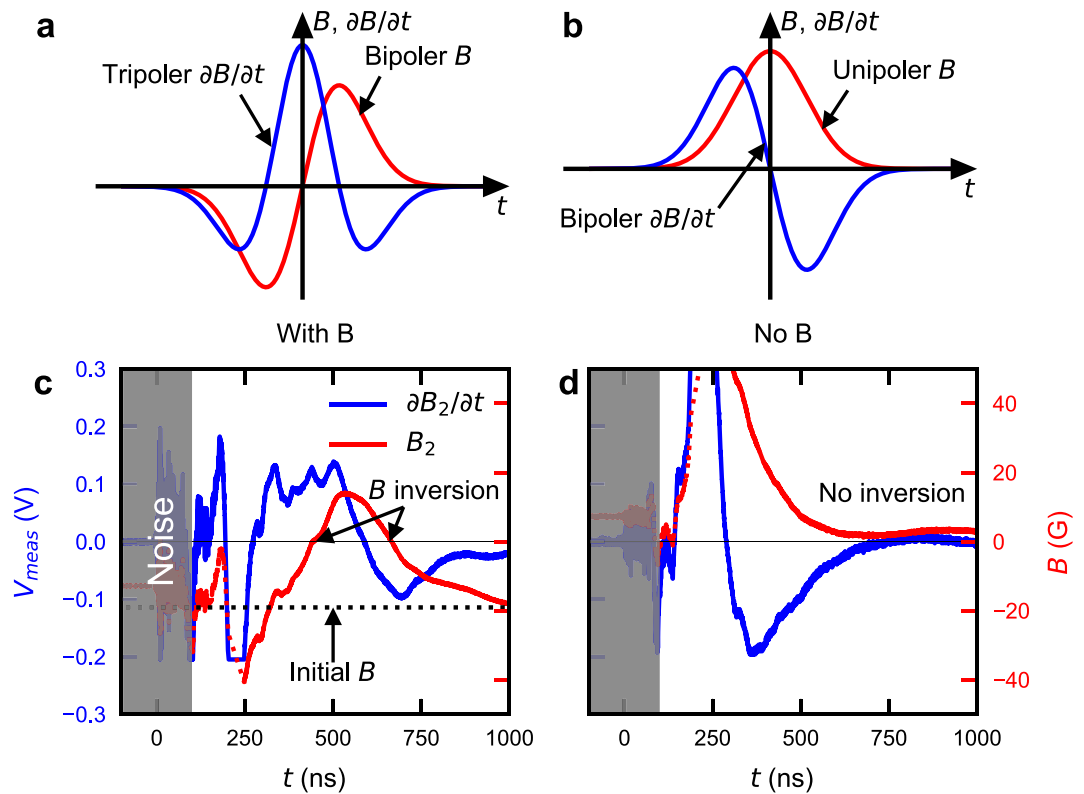 a
B, ∂B/∂t
Tripoler ∂B/∂t
Bipoler B
t
With B
b
B, ∂B/∂t
Unipoler B
Bipoler ∂B/∂t
t
No B
c
∂B₂/∂t
B₂
B inversion
Noise
Initial B
V_meas (V)
0.3
0.2
0.1
0.0
−0.1
−0.2
−0.3
0 250 500 750 1000
t (ns)
d
No inversion
40
20
0
−20
−40
B (G)
0 250 500 750 1000
t (ns)